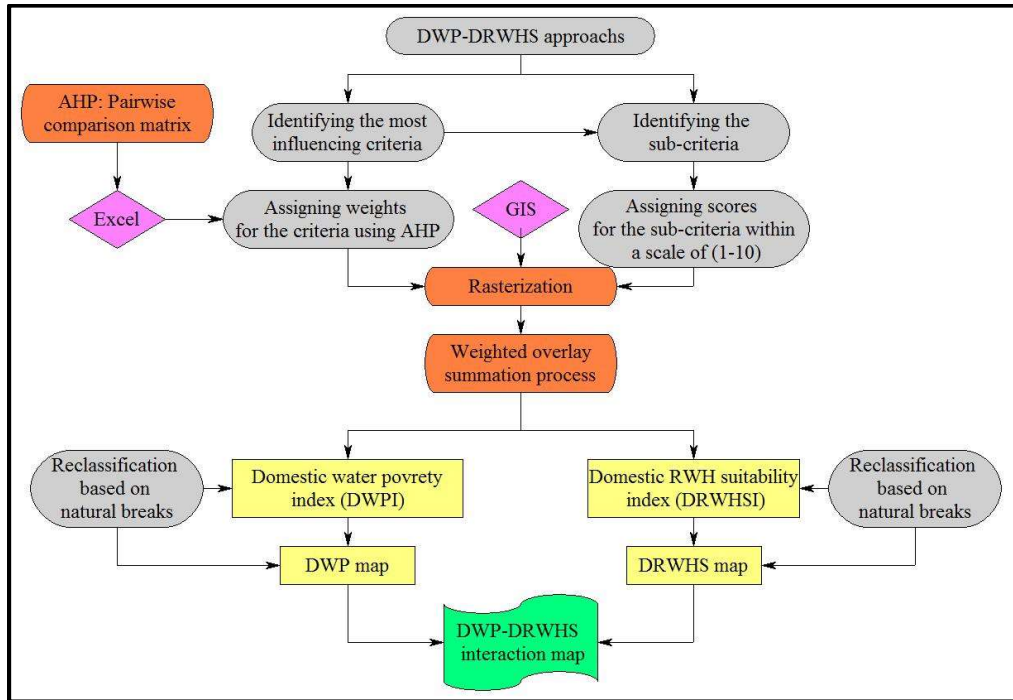 DWP-DRWHS approachs
AHP: Pairwise
comparison matrix
Identifying the most
influencing criteria
Identifying the
sub-criteria
Excel
Assigning weights
for the criteria using AHP
GIS
Assigning scores
for the sub-criteria within
a scale of (1-10)
Rasterization
Weighted overlay
summation process
Reclassification
based on
natural breaks
Domestic water povrety
index (DWPI)
Domestic RWH suitability
index (DRWHSI)
Reclassification
based on
natural breaks
DWP map
DRWHS map
DWP-DRWHS
interaction map